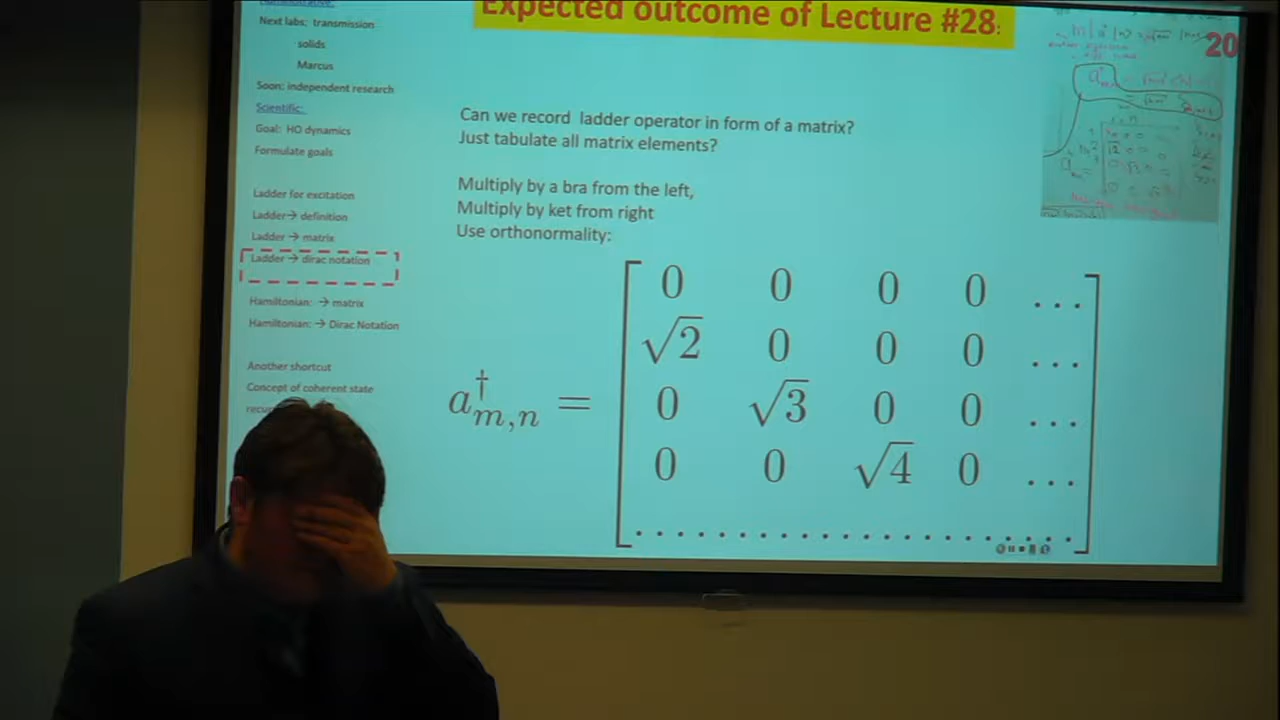 Expected outcome of Lecture #28:
20
Next labs: transmission
solids
Marcus
Soon: independent research
Scientific:
Goal: HO dynamics
Formulate goals
Ladder for excitation
Ladder→ definition
Ladder → matrix
Ladder → dirac notation
Hamiltonian: → matrix
Hamiltonian: → Dirac Notation
Another shortcut
Concept of coherent state
Can we record ladder operator in form of a matrix?
Just tabulate all matrix elements?
Multiply by a bra from the left,
Multiply by ket from right
Use orthonormality:
a†m,n =
0 0 0 0 ...
√2 0 0 0 ...
0 √3 0 0 ...
0 0 √4 0 ...